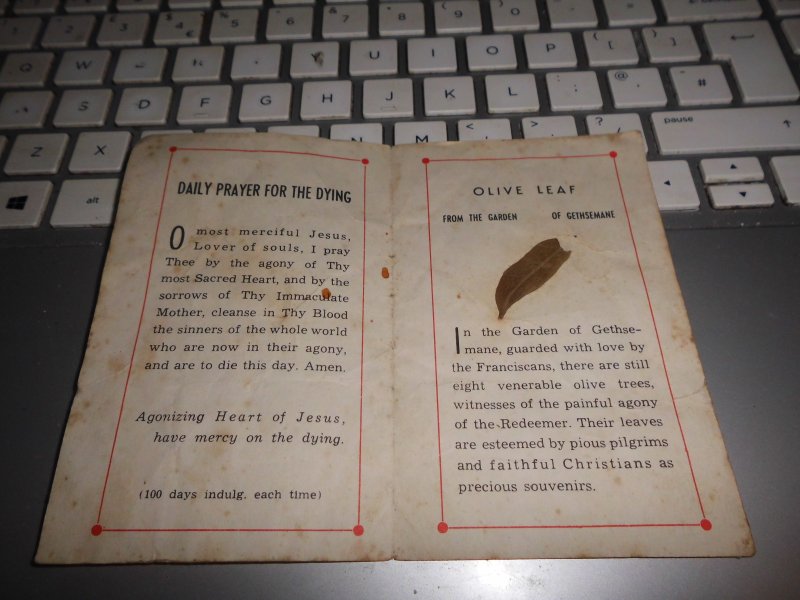 Q W E R T Y U I O P { [ } ]
A S D F G H J K L : ; @ #
Z X N M < , > . ? / pause
alt
DAILY PRAYER FOR THE DYING
O most merciful Jesus,
Lover of souls, I pray
Thee by the agony of Thy
most Sacred Heart, and by the
sorrows of Thy Immaculate
Mother, cleanse in Thy Blood
the sinners of the whole world
who are now in their agony,
and are to die this day. Amen.
Agonizing Heart of Jesus,
have mercy on the dying.
(100 days indulg. each time)
OLIVE LEAF
FROM THE GARDEN OF GETHSEMANE
In the Garden of Gethse-
mane, guarded with love by
the Franciscans, there are still
eight venerable olive trees,
witnesses of the painful agony
of the Redeemer. Their leaves
are esteemed by pious pilgrims
and faithful Christians as
precious souvenirs.